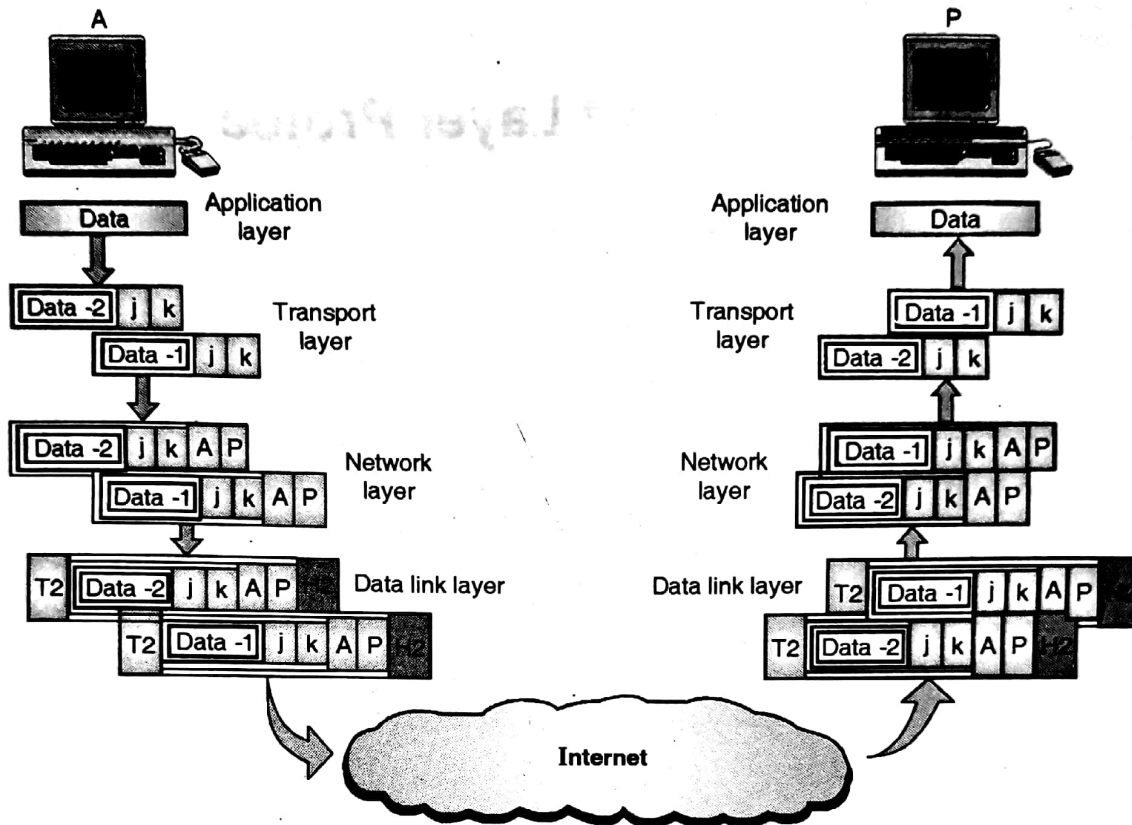 A
P
Data
Application
layer
Application
layer
Data
Data -2 j k
Transport
layer
Data -1 j k
Transport
layer
Data -1 j k
Data -2 j k
Data -2 j k A P
Network
layer
Data -1 j k A P
Network
layer
Data -1 j k A P
Data -2 j k A P
T2 Data -2 j k A P H2
Data link layer
T2 Data -1 j k A P H2
Data link layer
T2 Data -1 j k A P
T2 Data -2 j k A P H2
Internet